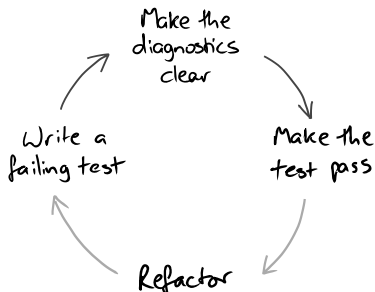 Make the
diagnostics
clear
Write a
failing test
Make the
test pass
Refactor